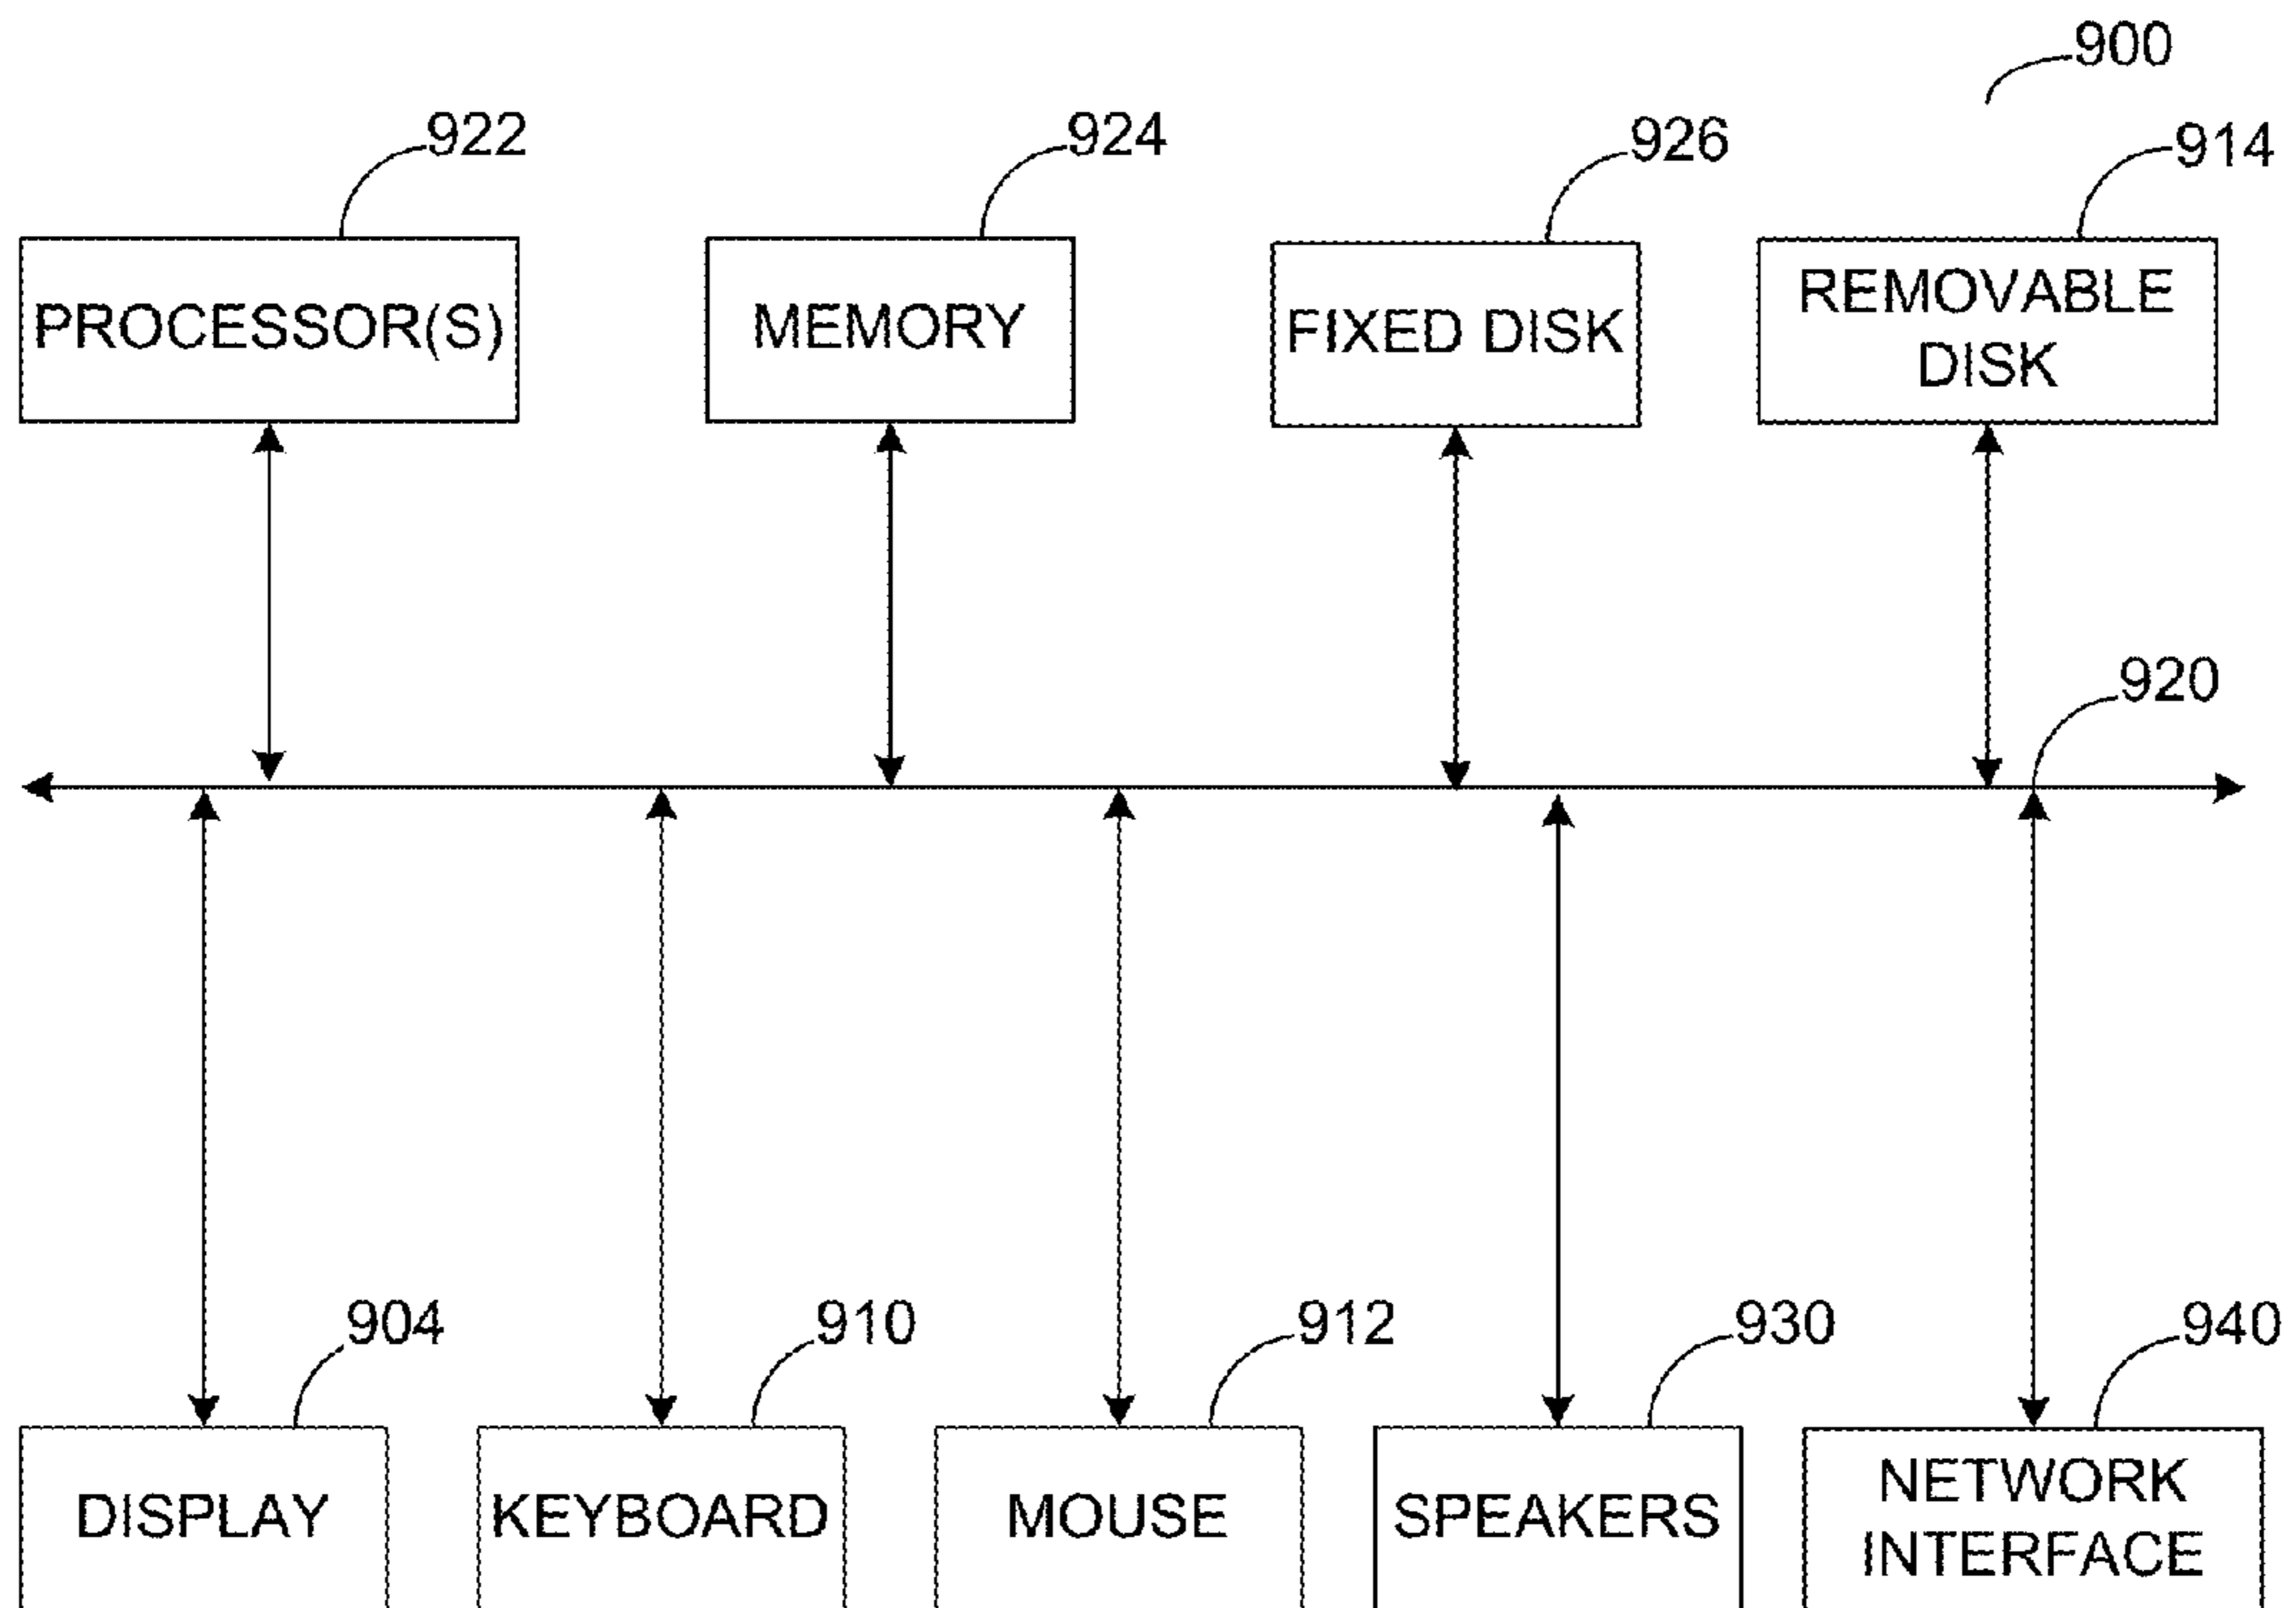 900
922
924
926
914
PROCESSOR(S)
MEMORY
FIXED DISK
REMOVABLE
DISK
920
904
910
912
930
940
DISPLAY
KEYBOARD
MOUSE
SPEAKERS
NETWORK
INTERFACE